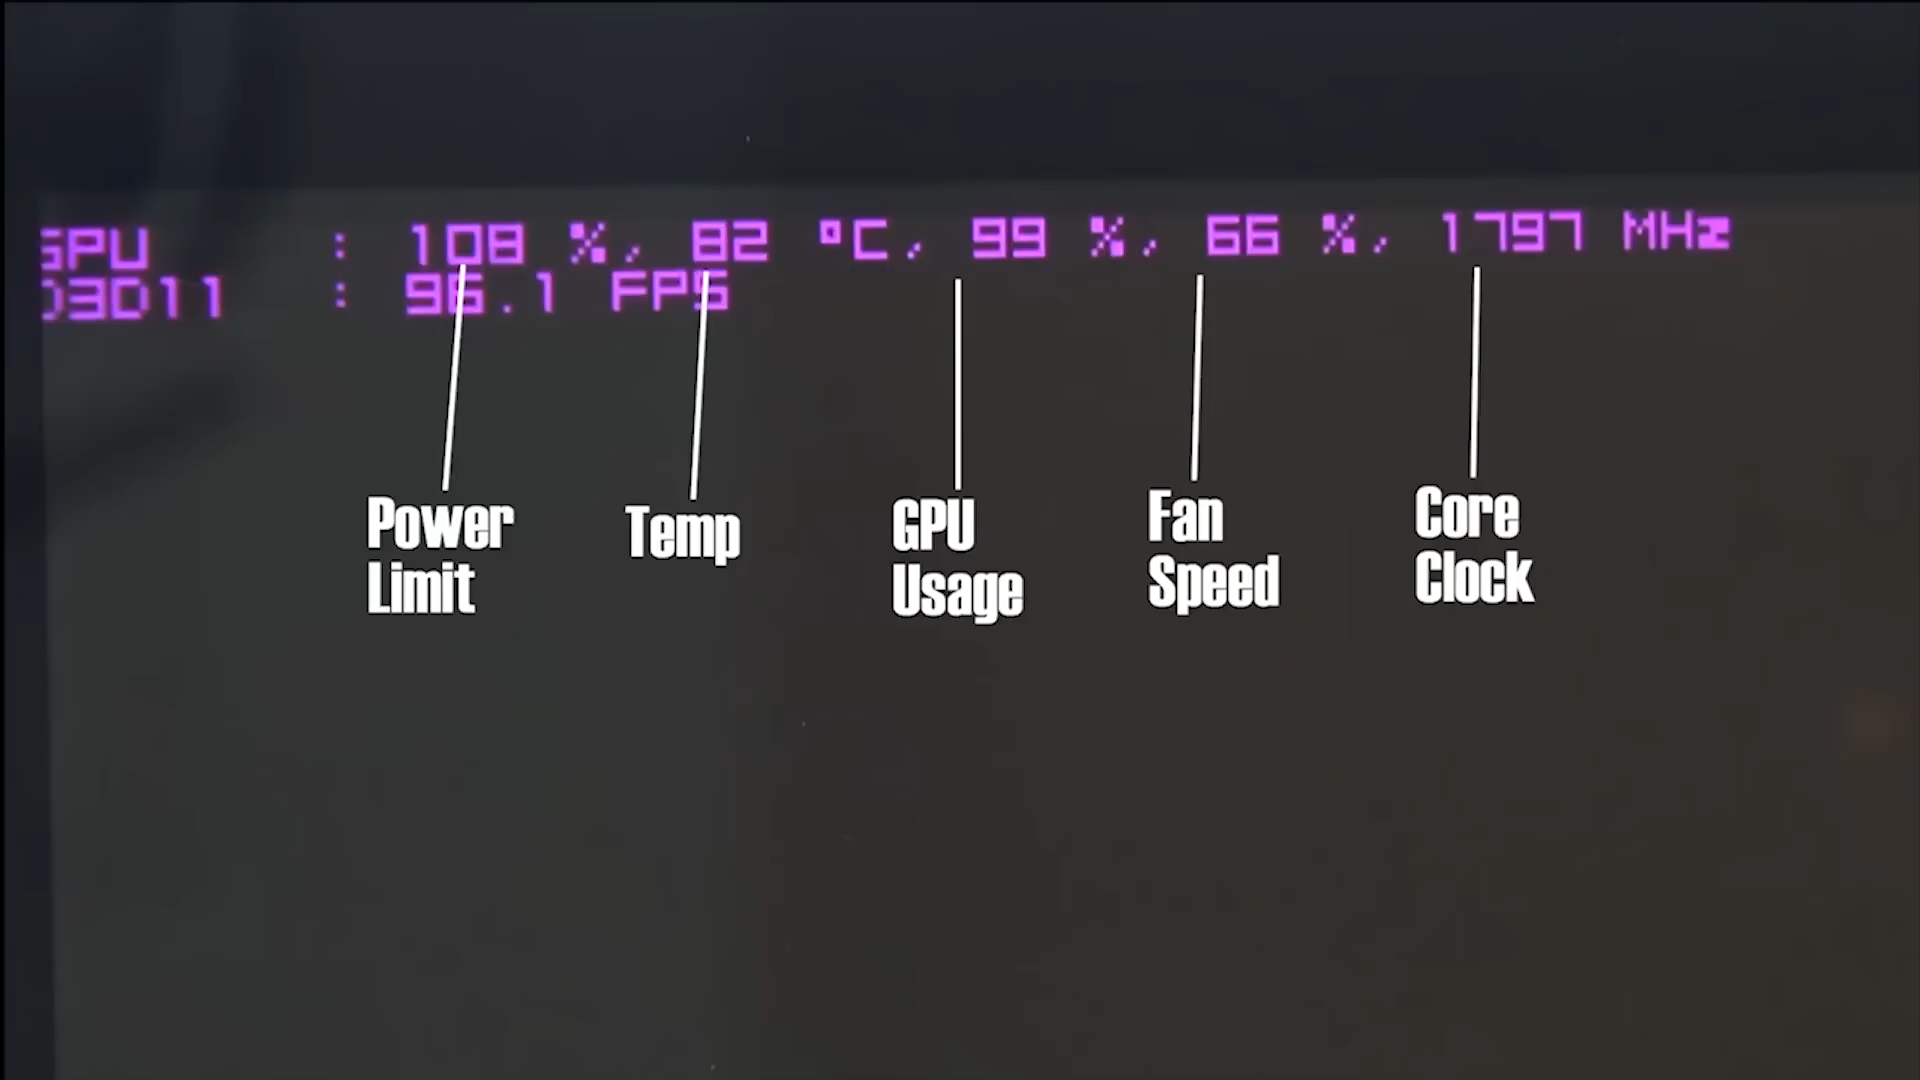 GPU : 108 %, 82 °C, 99 %, 66 %, 1797 MHz
D3D11 : 96.1 FPS
Power Limit
Temp
GPU Usage
Fan Speed
Core Clock